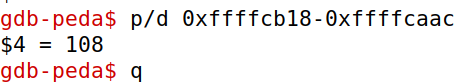 gdb-peda$ p/d 0xffffcb18-0xffffcaac
$4 = 108
gdb-peda$ q